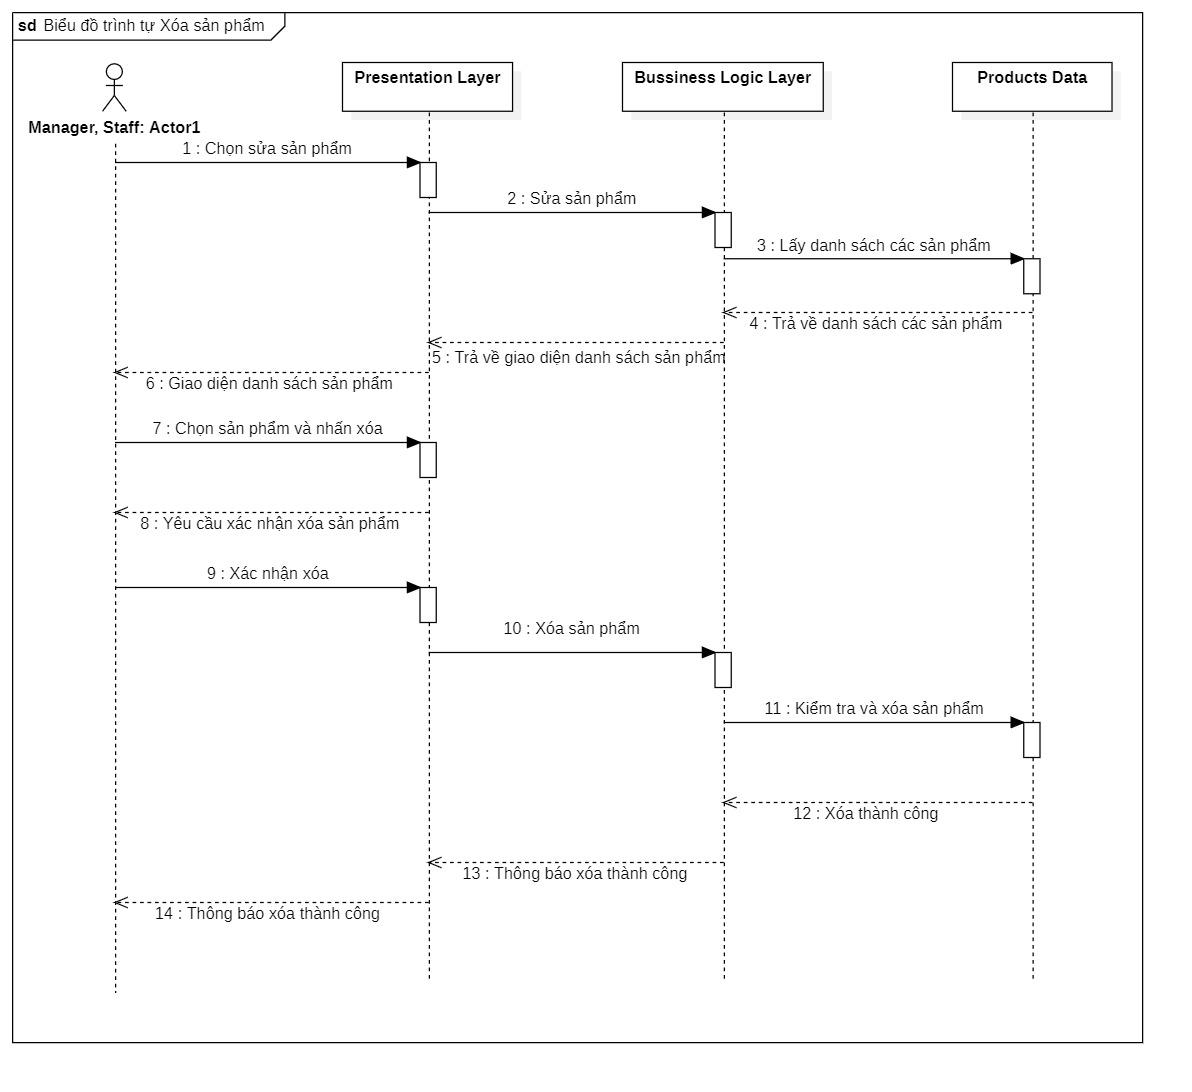 sd Biểu đồ trình tự Xóa sản phẩm
Manager, Staff: Actor1
Presentation Layer
Bussiness Logic Layer
Products Data
1 : Chọn sửa sản phẩm
2 : Sửa sản phẩm
3 : Lấy danh sách các sản phẩm
4 : Trả về danh sách các sản phẩm
5 : Trả về giao diện danh sách sản phẩm
6 : Giao diện danh sách sản phẩm
7 : Chọn sản phẩm và nhấn xóa
8 : Yêu cầu xác nhận xóa sản phẩm
9 : Xác nhận xóa
10 : Xóa sản phẩm
11 : Kiểm tra và xóa sản phẩm
12 : Xóa thành công
13 : Thông báo xóa thành công
14 : Thông báo xóa thành công